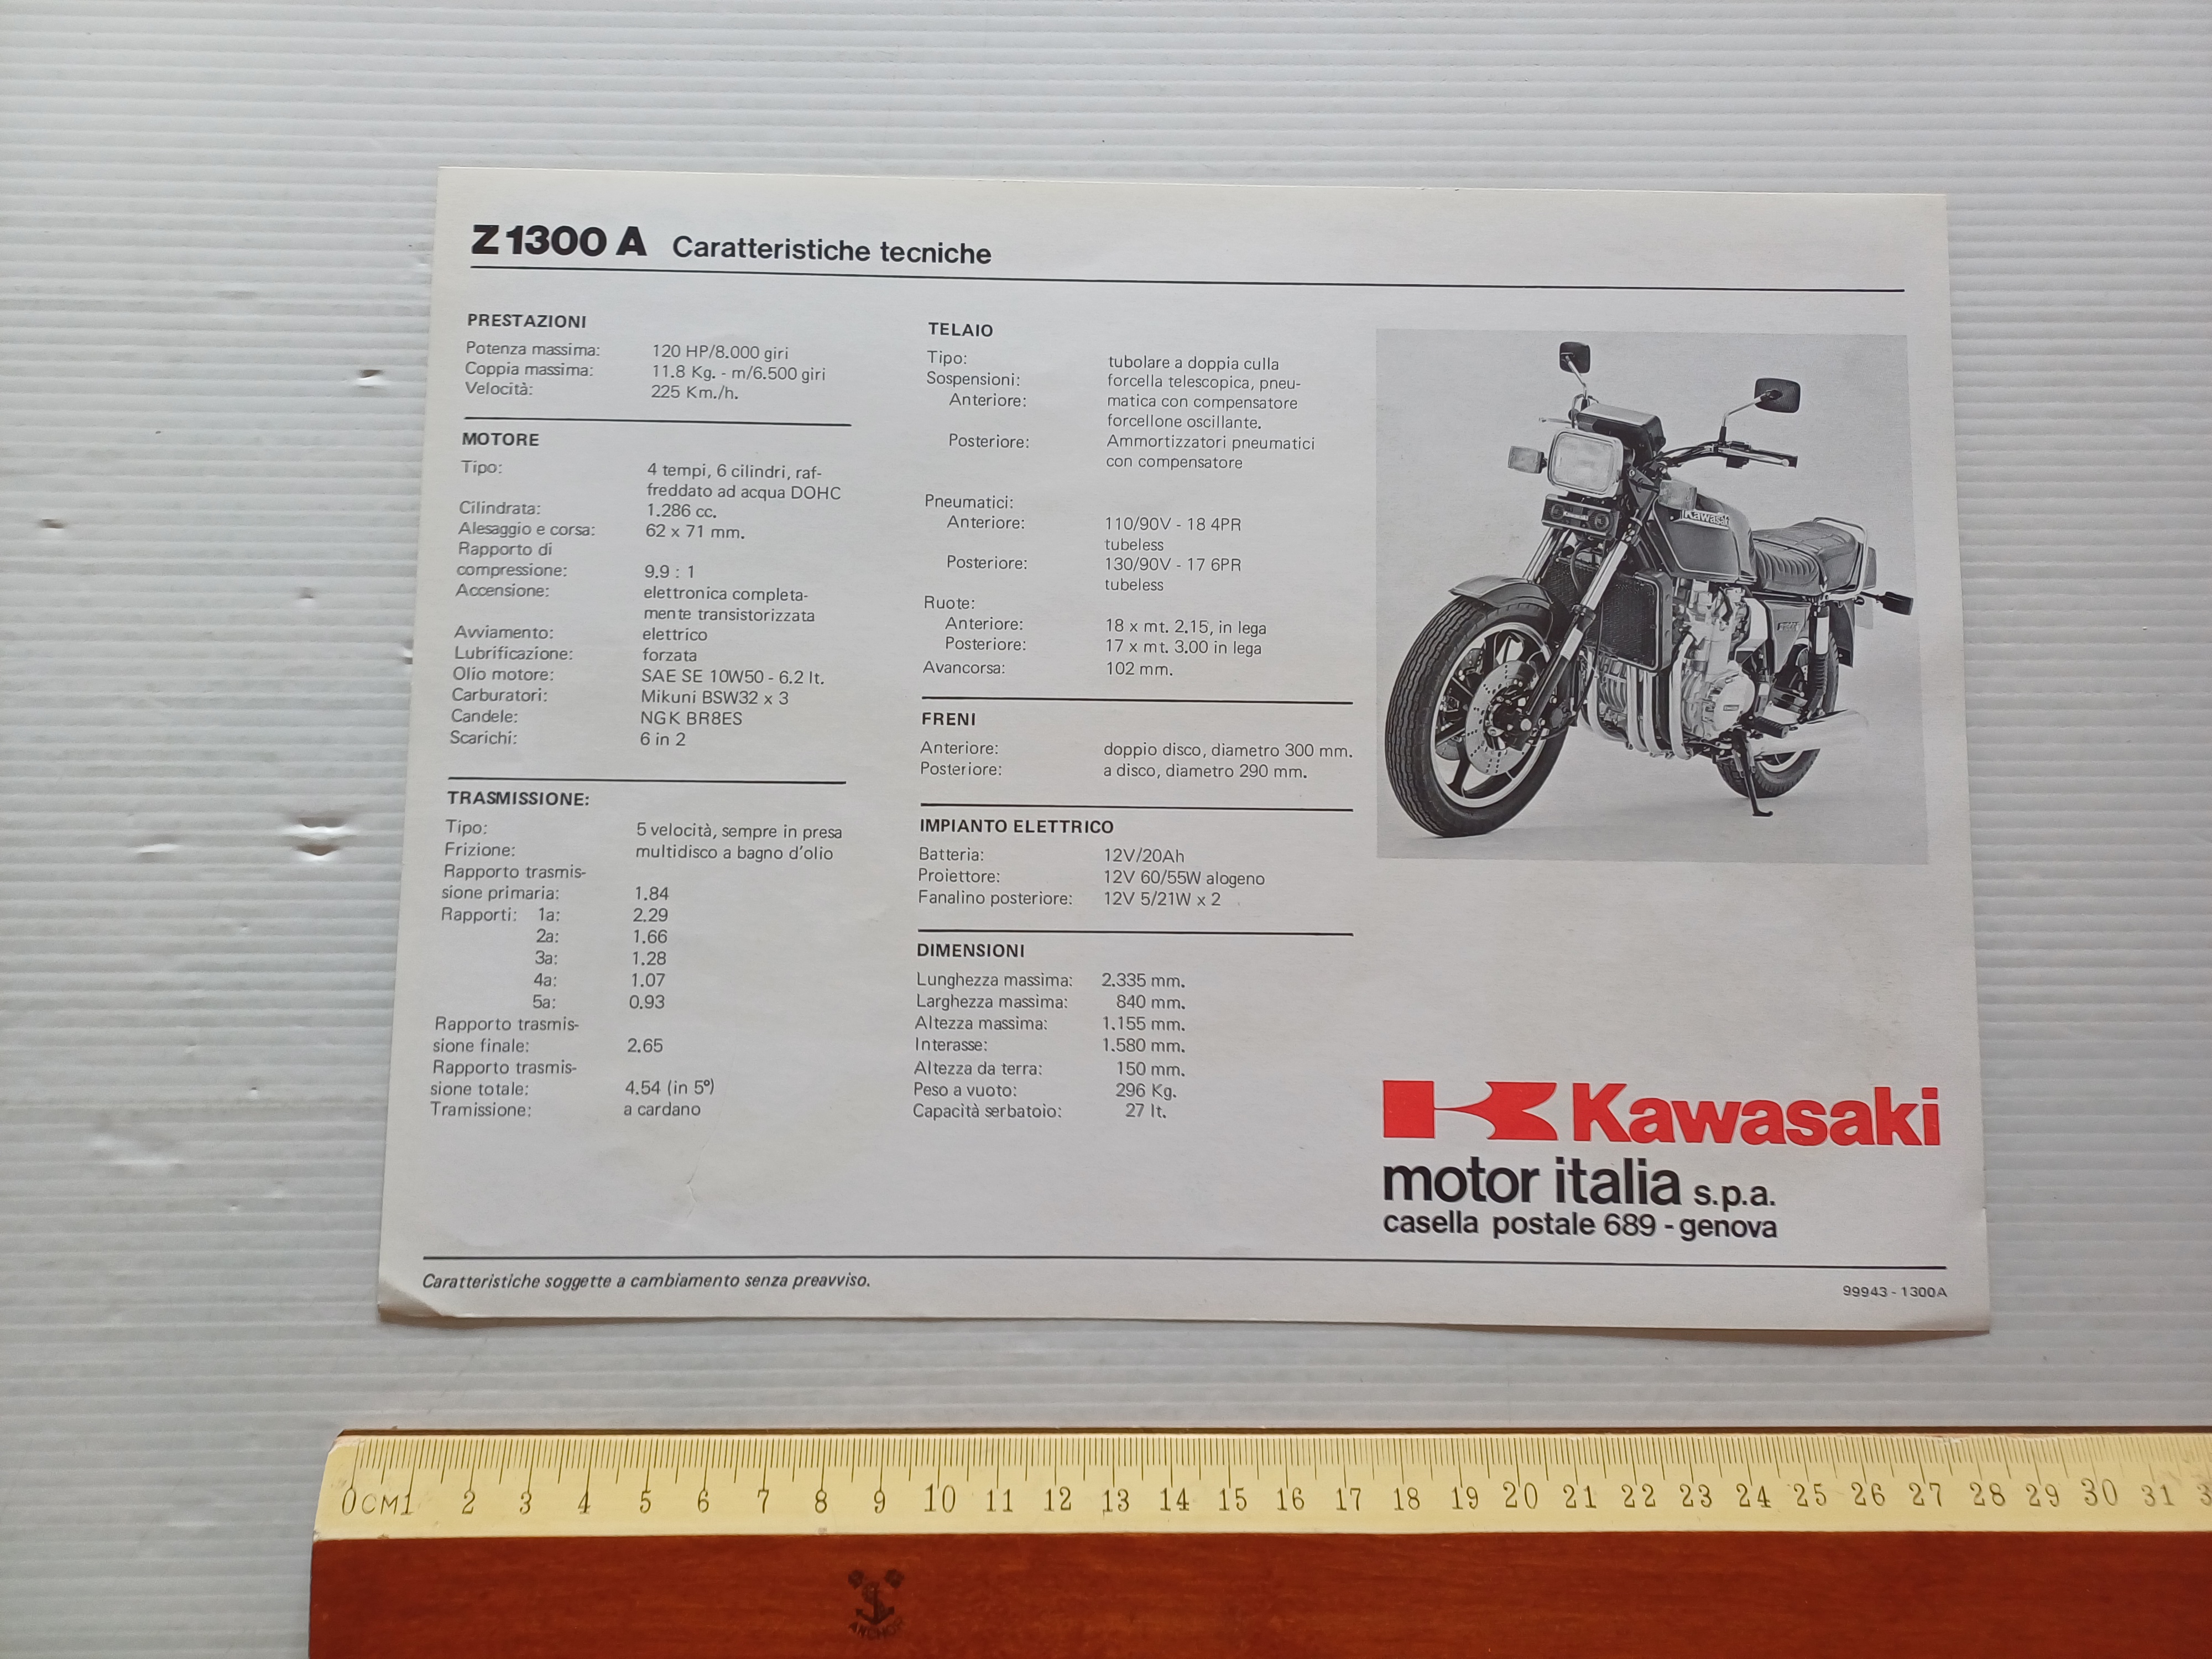 Z1300 A Caratteristiche tecniche
PRESTAZIONI
Potenza massima: 120 HP/8.000 giri
Coppia massima: 11.8 Kg. - m/6.500 giri
Velocità: 225 Km./h.
MOTORE
Tipo: 4 tempi, 6 cilindri, raf-
freddato ad acqua DOHC
Cilindrata: 1.286 cc.
Alesaggio e corsa: 62 x 71 mm.
Rapporto di
compressione: 9.9 : 1
Accensione: elettronica completa-
mente transistorizzata
Avviamento: elettrico
Lubrificazione: forzata
Olio motore: SAE SE 10W50 - 6.2 lt.
Carburatori: Mikuni BSW32 x 3
Candele: NGK BR8ES
Scarichi: 6 in 2
TRASMISSIONE:
Tipo: 5 velocità, sempre in presa
Frizione: multidisco a bagno d'olio
Rapporto trasmis-
sione primaria: 1.84
Rapporti: 1a: 2.29
2a: 1.66
3a: 1.28
4a: 1.07
5a: 0.93
Rapporto trasmis-
sione finale: 2.65
Rapporto trasmis-
sione totale: 4.54 (in 5º)
Tramissione: a cardano
TELAIO
Tipo: tubolare a doppia culla
Sospensioni: forcella telescopica, pneu-
Anteriore: matica con compensatore
forcellone oscillante.
Posteriore: Ammortizzatori pneumatici
con compensatore
Pneumatici:
Anteriore: 110/90V - 18 4PR
tubeless
Posteriore: 130/90V - 17 6PR
tubeless
Ruote:
Anteriore: 18 x mt. 2.15, in lega
Posteriore: 17 x mt. 3.00 in lega
Avancorsa: 102 mm.
FRENI
Anteriore: doppio disco, diametro 300 mm.
Posteriore: a disco, diametro 290 mm.
IMPIANTO ELETTRICO
Batteria: 12V/20Ah
Proiettore: 12V 60/55W alogeno
Fanalino posteriore: 12V 5/21W x 2
DIMENSIONI
Lunghezza massima: 2.335 mm.
Larghezza massima: 840 mm.
Altezza massima: 1.155 mm.
Interasse: 1.580 mm.
Altezza da terra: 150 mm.
Peso a vuoto: 296 Kg.
Capacità serbatoio: 27 lt.
Kawasaki
Kawasaki
motor italia s.p.a.
casella postale 689 - genova
Caratteristiche soggette a cambiamento senza preavviso.
99943 - 1300A
0CM1 2 3 4 5 6 7 8 9 10 11 12 13 14 15 16 17 18 19 20 21 22 23 24 25 26 27 28 29 30 31
ANCHOR